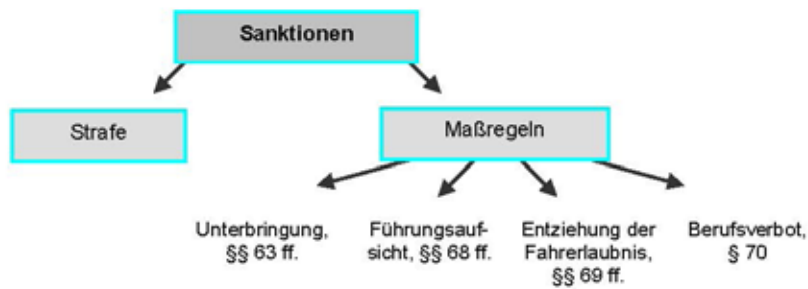 Sanktionen
Strafe
Maßregeln
Unterbringung,
§§ 63 ff.
Führungsauf-
sicht, §§ 68 ff.
Entziehung der
Fahrerlaubnis,
§§ 69 ff.
Berufsverbot,
§ 70